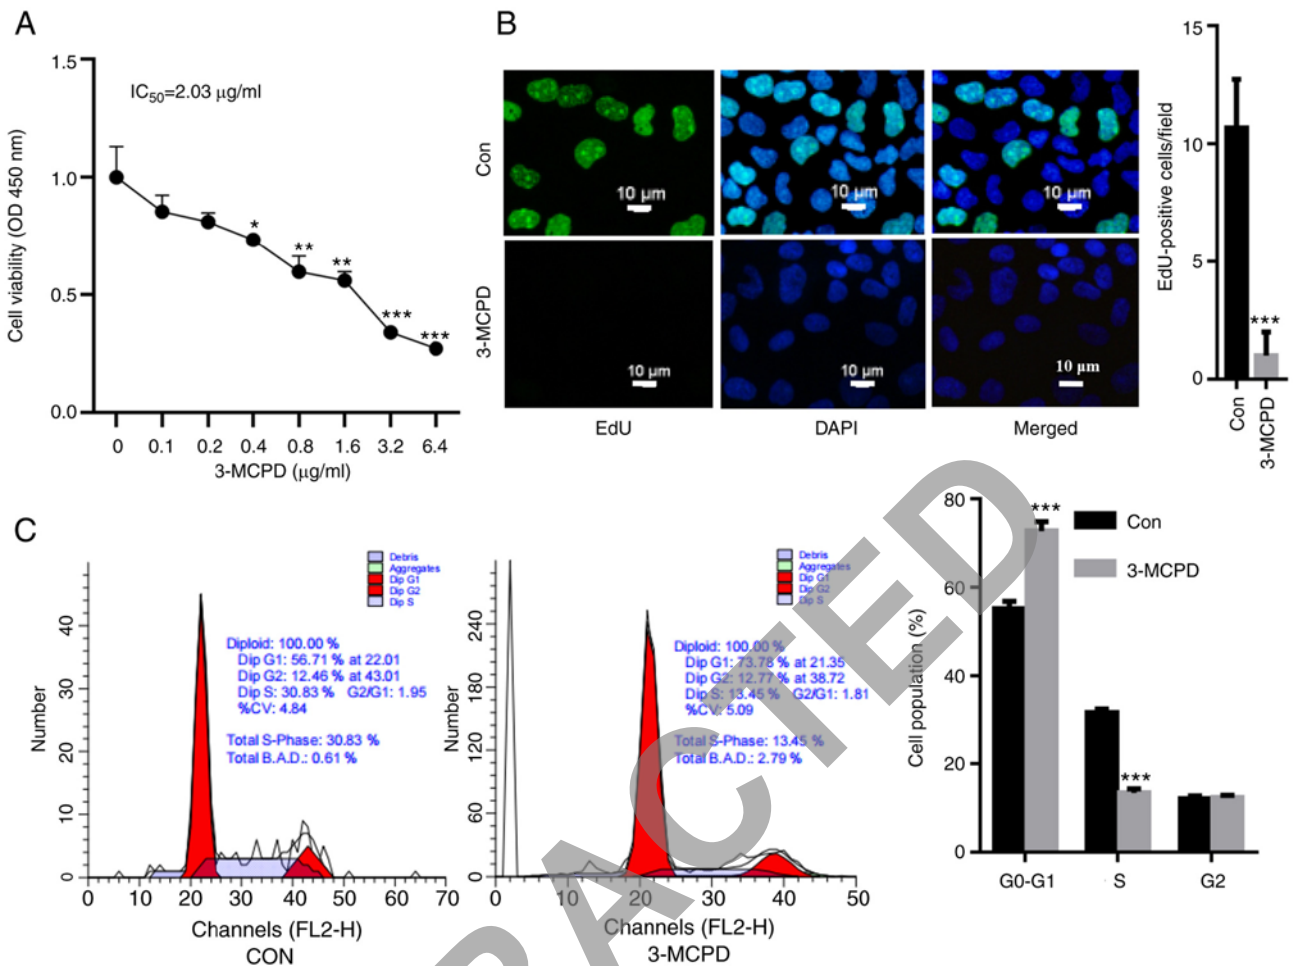 A
1.5
1.0
0.5
0.0
Cell viability (OD 450 nm)
IC50=2.03 μg/ml
*
**
**
***
***
0 0.1 0.2 0.4 0.8 1.6 3.2 6.4
3-MCPD (μg/ml)
B
Con
10 μm
10 μm
10 μm
3-MCPD
10 μm
10 μm
10 μm
EdU DAPI Merged
15
10
5
0
EdU-positive cells/field
***
Con
3-MCPD
C
Debris
Aggregates
Dip G1
Dip G2
Dip S
Diploid: 100.00 %
Dip G1: 56.71 % at 22.01
Dip G2: 12.46 % at 43.01
Dip S: 30.83 % G2/G1: 1.95
%CV: 4.84
Total S-Phase: 30.83 %
Total B.A.D.: 0.61 %
Number
40
30
20
10
0
0 10 20 30 40 50 60 70
Channels (FL2-H)
CON
Debris
Aggregates
Dip G1
Dip G2
Dip S
Diploid: 100.00 %
Dip G1: 73.78 % at 21.35
Dip G2: 12.77 % at 38.72
Dip S: 13.45 % G2/G1: 1.81
%CV: 5.09
Total S-Phase: 13.45 %
Total B.A.D.: 2.79 %
Number
240
180
120
60
0
0 10 20 30 40 50
Channels (FL2-H)
3-MCPD
80
60
40
20
0
Cell population (%)
***
***
Con
3-MCPD
G0-G1 S G2
RACTED